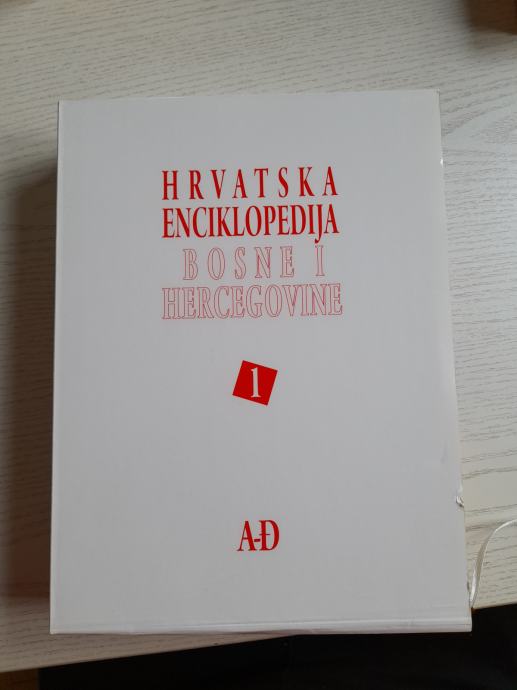 HRVATSKA
ENCIKLOPEDIJA
BOSNE I
HERCEGOVINE
1
A-Đ